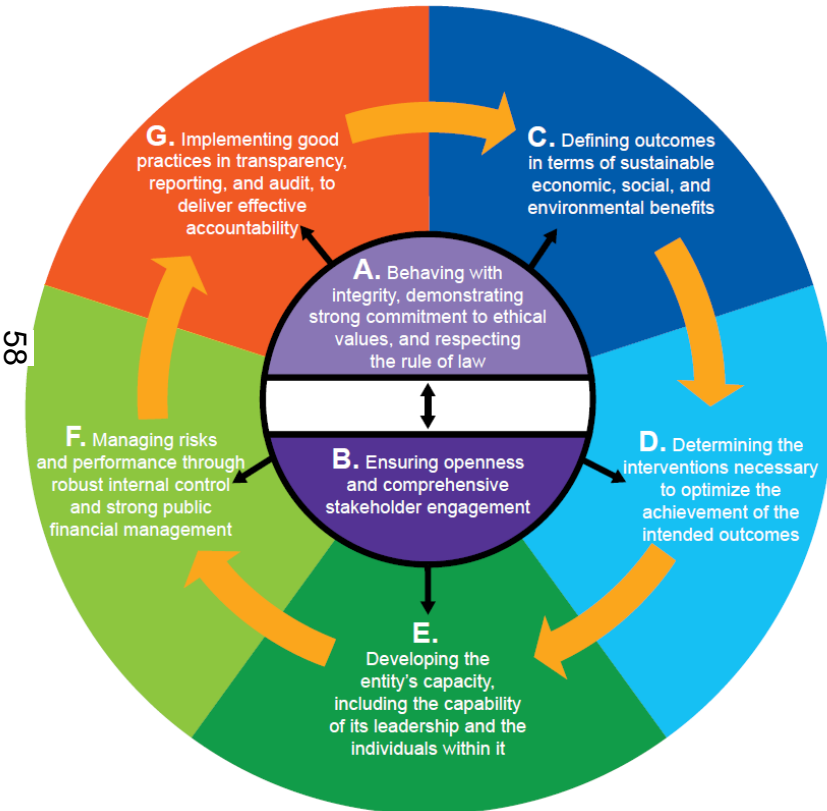 G. Implementing good
practices in transparency,
reporting, and audit, to
deliver effective
accountability
C. Defining outcomes
in terms of sustainable
economic, social, and
environmental benefits
A. Behaving with
integrity, demonstrating
strong commitment to ethical
values, and respecting
the rule of law
58
F. Managing risks
and performance through
robust internal control
and strong public
financial management
B. Ensuring openness
and comprehensive
stakeholder engagement
D. Determining the
interventions necessary
to optimize the
achievement of the
intended outcomes
E.
Developing the
entity's capacity,
including the capability
of its leadership and the
individuals within it